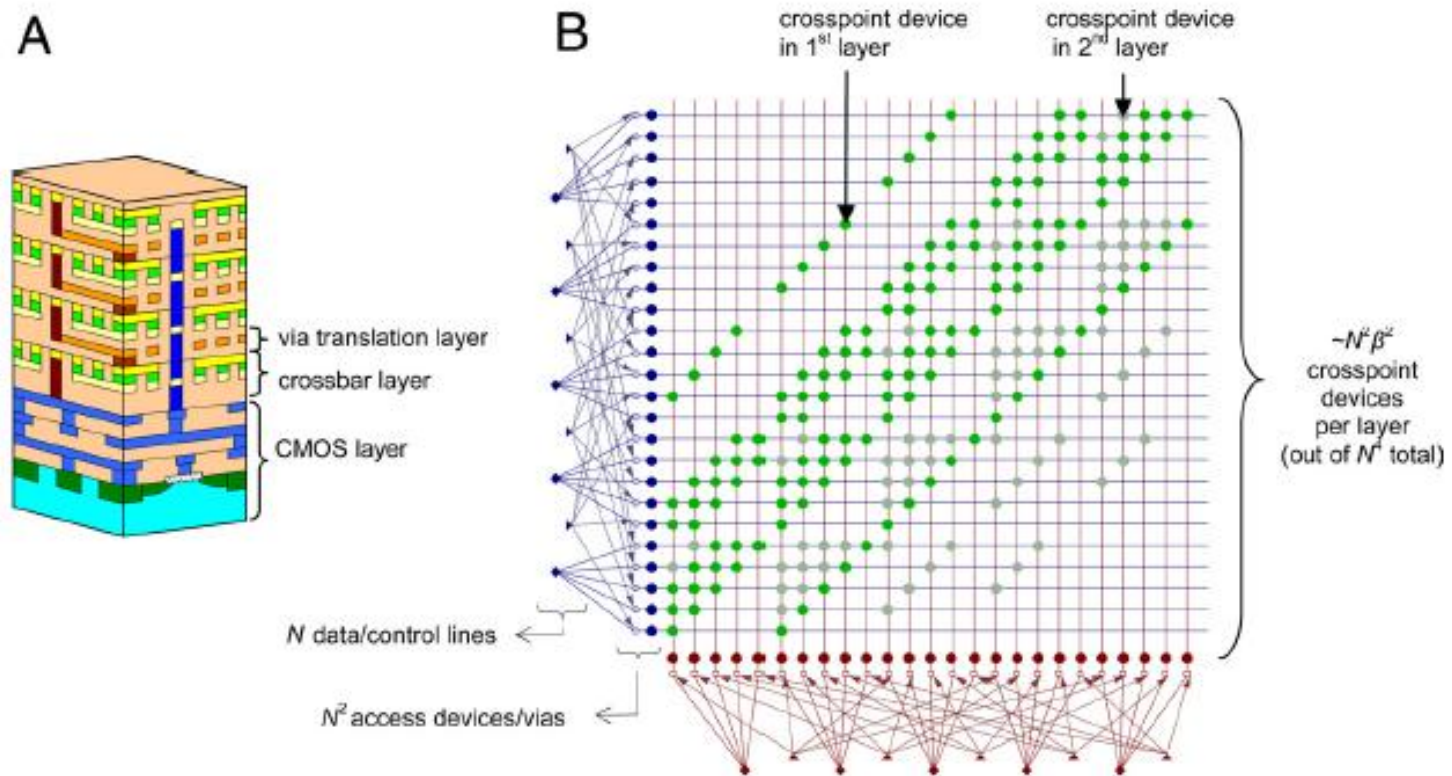 A
B
crosspoint device
in 1ˢᵗ layer
crosspoint device
in 2ⁿᵈ layer
via translation layer
crossbar layer
CMOS layer
~N²β²
crosspoint
devices
per layer
(out of N⁴ total)
N data/control lines
N² access devices/vias